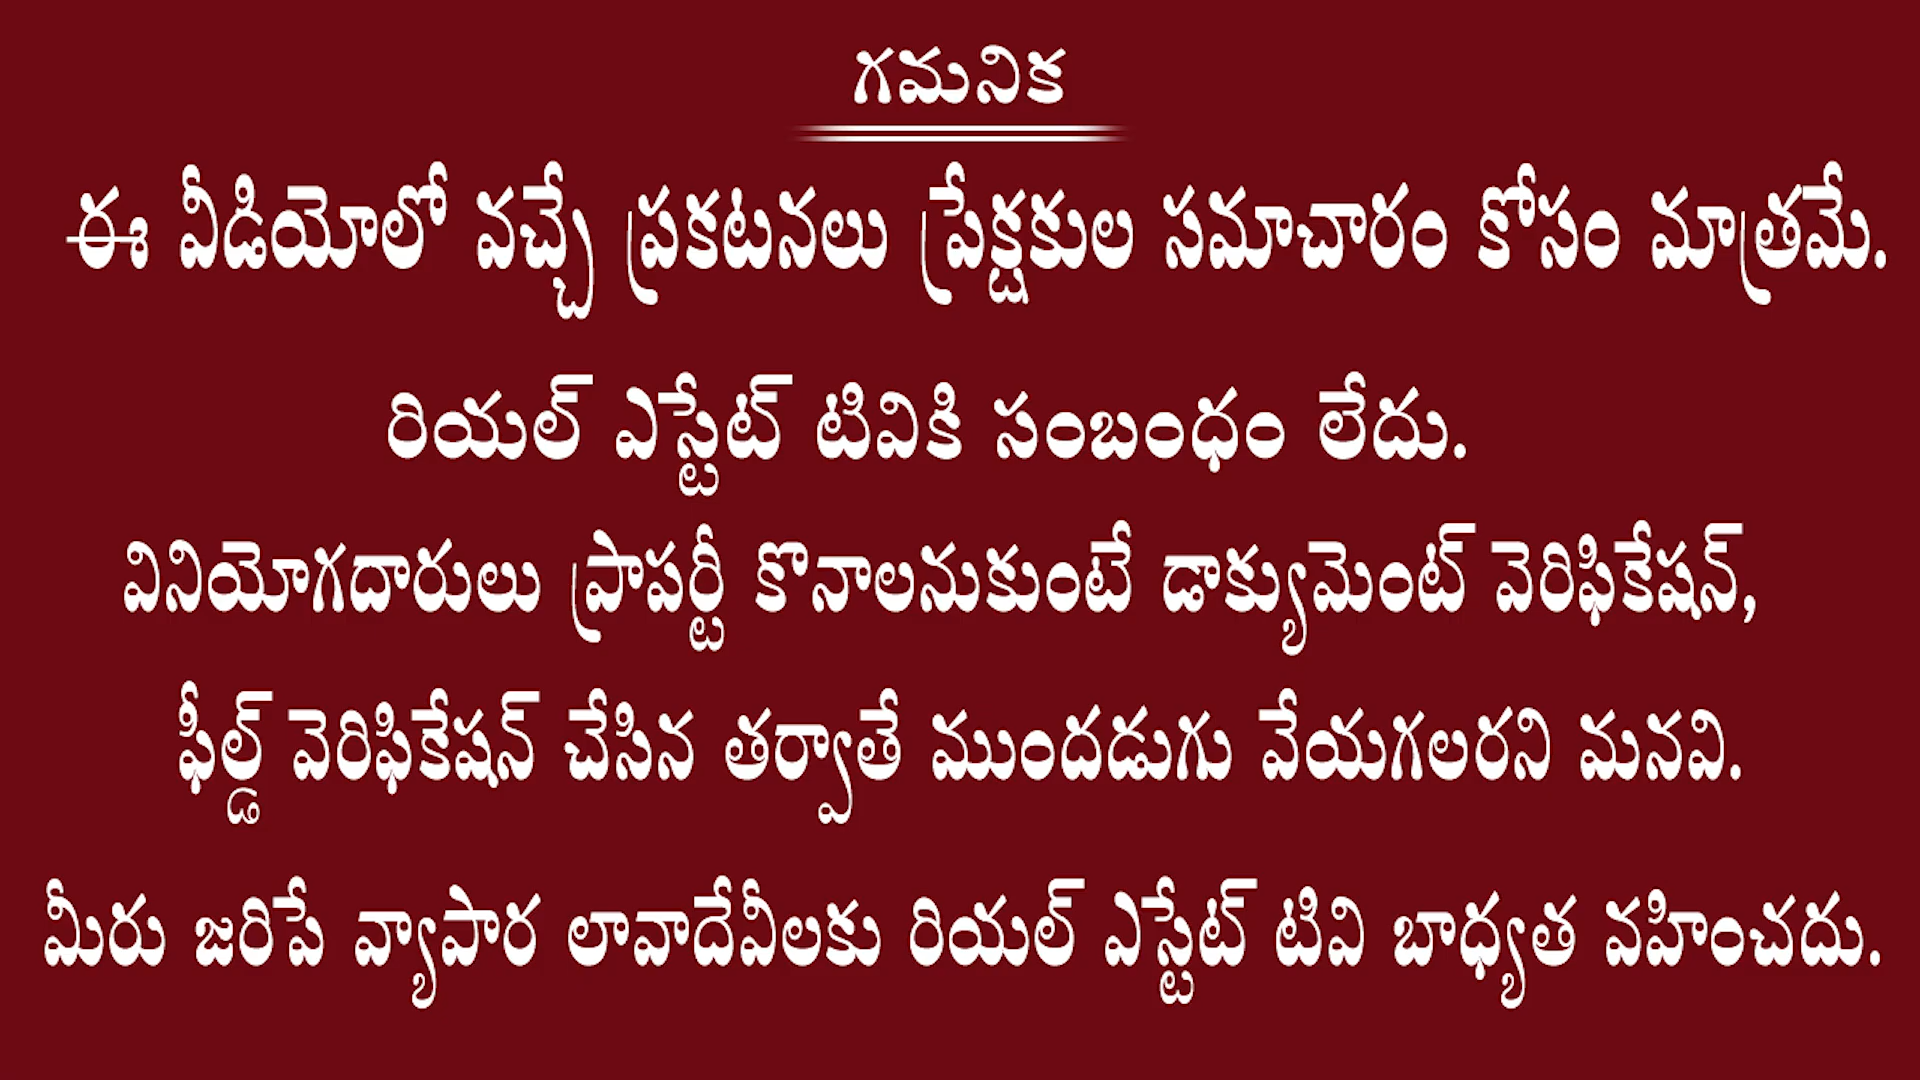 గమనిక
ఈ వీడియోలో వచ్చే ప్రకటనలు ప్రేక్షకుల సమాచారం కోసం మాత్రమే.
రియల్ ఎస్టేట్ టివికి సంబంధం లేదు.
వినియోగదారులు ప్రాపర్టీ కొనాలనుకుంటే డాక్యుమెంట్ వెరిఫికేషన్,
ఫీల్డ్ వెరిఫికేషన్ చేసిన తర్వాతే ముందడుగు వేయగలరని మనవి.
మీరు జరిపే వ్యాపార లావాదేవీలకు రియల్ ఎస్టేట్ టివి బాధ్యత వహించదు.